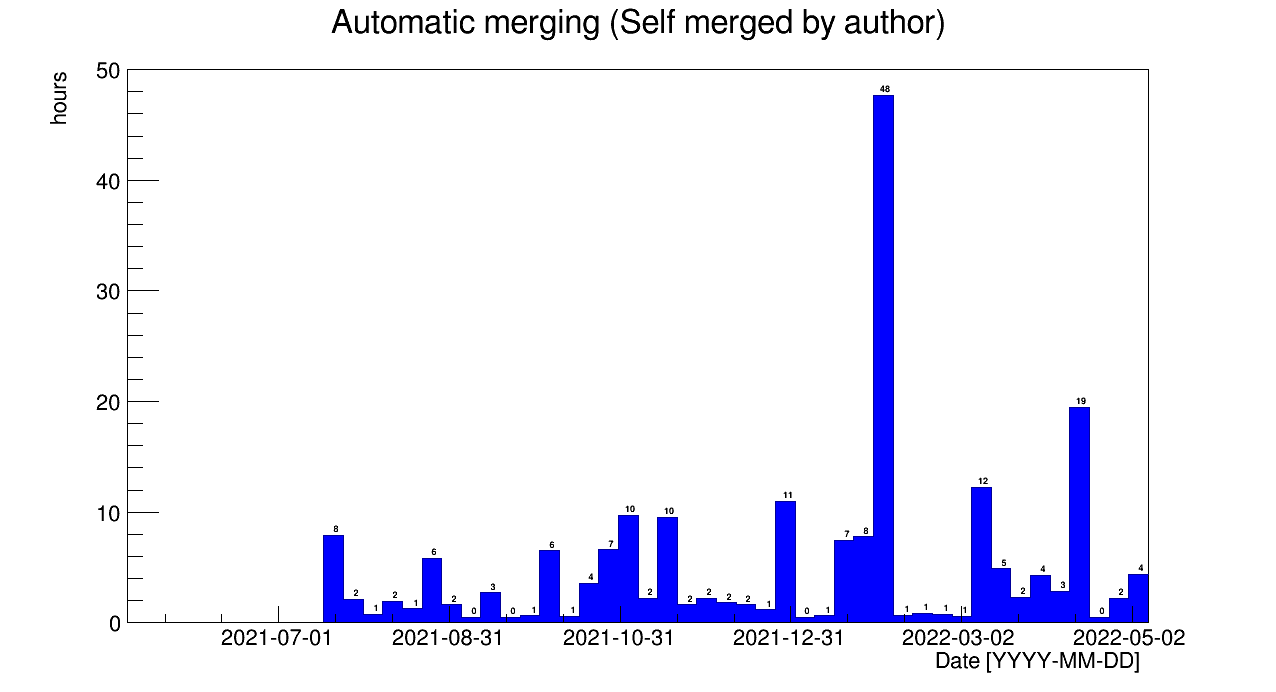 Automatic merging (Self merged by author)
hours
50
40
30
20
10
0
8 2 1 2 1 6 2 0 3 0 1 6 1 4 7 10 2 10 2 2 2 2 1 11 0 1 7 8 48 1 1 1 1 12 5 2 4 3 19 0 2 4
2021-07-01 2021-08-31 2021-10-31 2021-12-31 2022-03-02 2022-05-02
Date [YYYY-MM-DD]